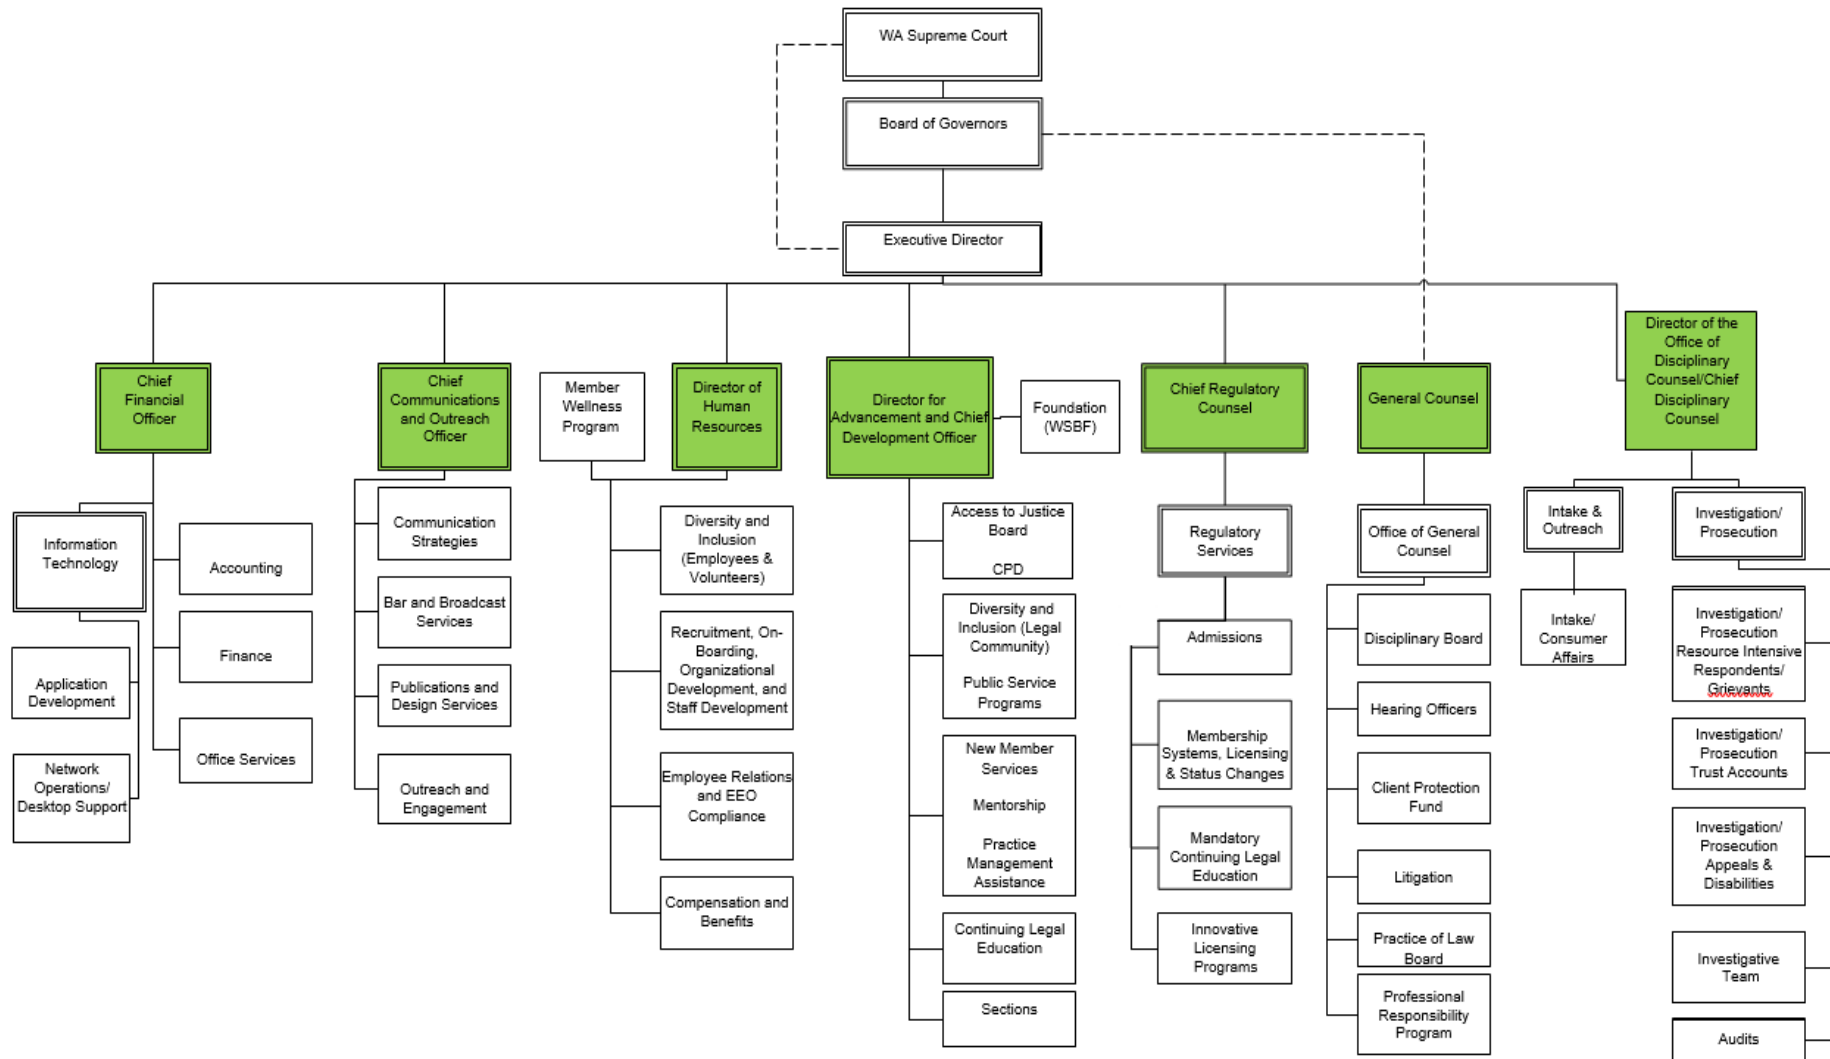 WA Supreme Court
Board of Governors
Executive Director
Chief
Financial
Officer
Chief
Communications
and Outreach
Officer
Member
Wellness
Program
Director of
Human
Resources
Director for
Advancement and Chief
Development Officer
Foundation
(WSBF)
Chief Regulatory
Counsel
General Counsel
Director of the
Office of
Disciplinary
Counsel/Chief
Disciplinary
Counsel
Information
Technology
Application
Development
Network
Operations/
Desktop Support
Accounting
Finance
Office Services
Communication
Strategies
Bar and Broadcast
Services
Publications and
Design Services
Outreach and
Engagement
Diversity and
Inclusion
(Employees &
Volunteers)
Recruitment, On-
Boarding,
Organizational
Development, and
Staff Development
Employee Relations
and EEO
Compliance
Compensation and
Benefits
Access to Justice
Board
CPD
Diversity and
Inclusion (Legal
Community)
Public Service
Programs
New Member
Services
Mentorship
Practice
Management
Assistance
Continuing Legal
Education
Sections
Regulatory
Services
Admissions
Membership
Systems, Licensing
& Status Changes
Mandatory
Continuing Legal
Education
Innovative
Licensing
Programs
Office of General
Counsel
Disciplinary Board
Hearing Officers
Client Protection
Fund
Litigation
Practice of Law
Board
Professional
Responsibility
Program
Intake &
Outreach
Intake/
Consumer
Affairs
Investigation/
Prosecution
Investigation/
Prosecution
Resource Intensive
Respondents/
Grievants
Investigation/
Prosecution
Trust Accounts
Investigation/
Prosecution
Appeals &
Disabilities
Investigative
Team
Audits